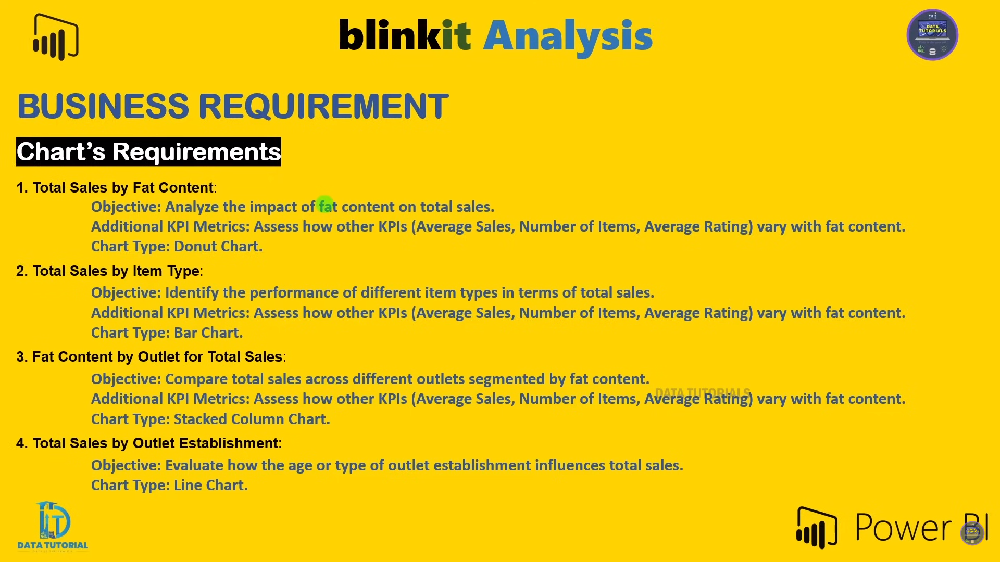 blinkit Analysis
DATA
TUTORIALS
BUSINESS REQUIREMENT
Chart’s Requirements
1. Total Sales by Fat Content:
Objective: Analyze the impact of fat content on total sales.
Additional KPI Metrics: Assess how other KPIs (Average Sales, Number of Items, Average Rating) vary with fat content.
Chart Type: Donut Chart.
2. Total Sales by Item Type:
Objective: Identify the performance of different item types in terms of total sales.
Additional KPI Metrics: Assess how other KPIs (Average Sales, Number of Items, Average Rating) vary with fat content.
Chart Type: Bar Chart.
3. Fat Content by Outlet for Total Sales:
Objective: Compare total sales across different outlets segmented by fat content.
DATA TUTORIALS
Additional KPI Metrics: Assess how other KPIs (Average Sales, Number of Items, Average Rating) vary with fat content.
Chart Type: Stacked Column Chart.
4. Total Sales by Outlet Establishment:
Objective: Evaluate how the age or type of outlet establishment influences total sales.
Chart Type: Line Chart.
DATA TUTORIAL
Power BI